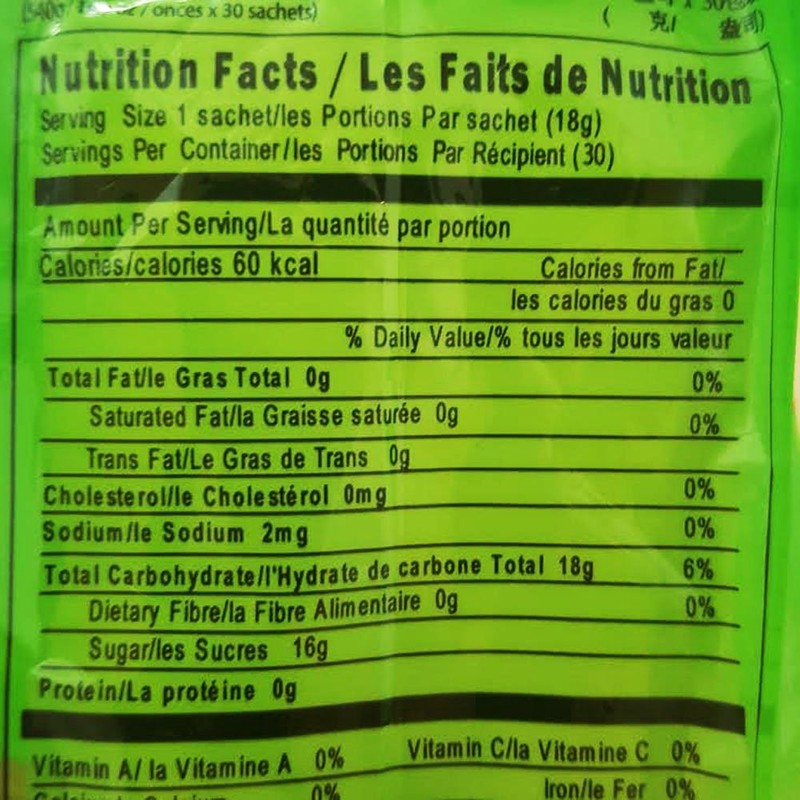 / onces x 30 sachets)
( 克/ 盎司)
Nutrition Facts / Les Faits de Nutrition
Serving Size 1 sachet/les Portions Par sachet (18g)
Servings Per Container/les Portions Par Récipient (30)
Amount Per Serving/La quantité par portion
Calories/calories 60 kcal Calories from Fat/
les calories du gras 0
% Daily Value/% tous les jours valeur
Total Fat/le Gras Total 0g 0%
Saturated Fat/la Graisse saturée 0g 0%
Trans Fat/Le Gras de Trans 0g
Cholesterol/le Cholestérol 0mg 0%
Sodium/le Sodium 2mg 0%
Total Carbohydrate/l'Hydrate de carbone Total 18g 6%
Dietary Fibre/la Fibre Alimentaire 0g 0%
Sugar/les Sucres 16g
Protein/La protéine 0g
Vitamin A/ la Vitamine A 0% Vitamin C/la Vitamine C 0%
0% Iron/le Fer 0%